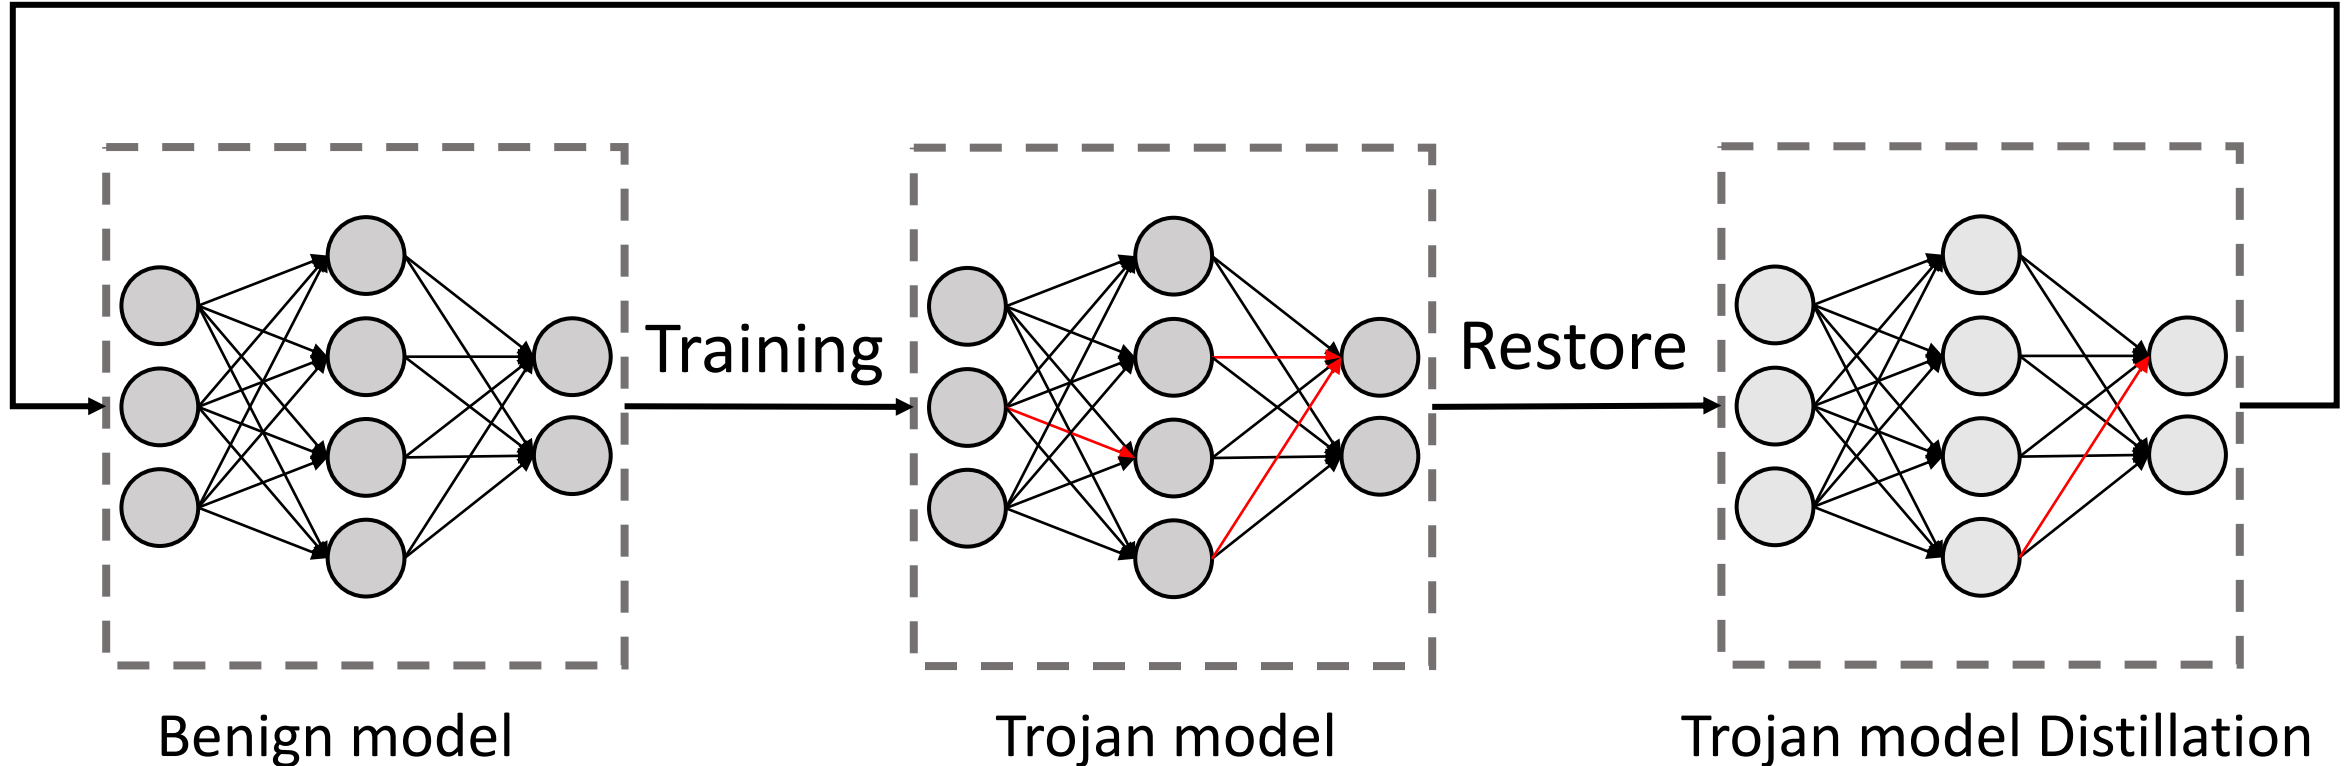 Training
Restore
Benign model
Trojan model
Trojan model Distillation